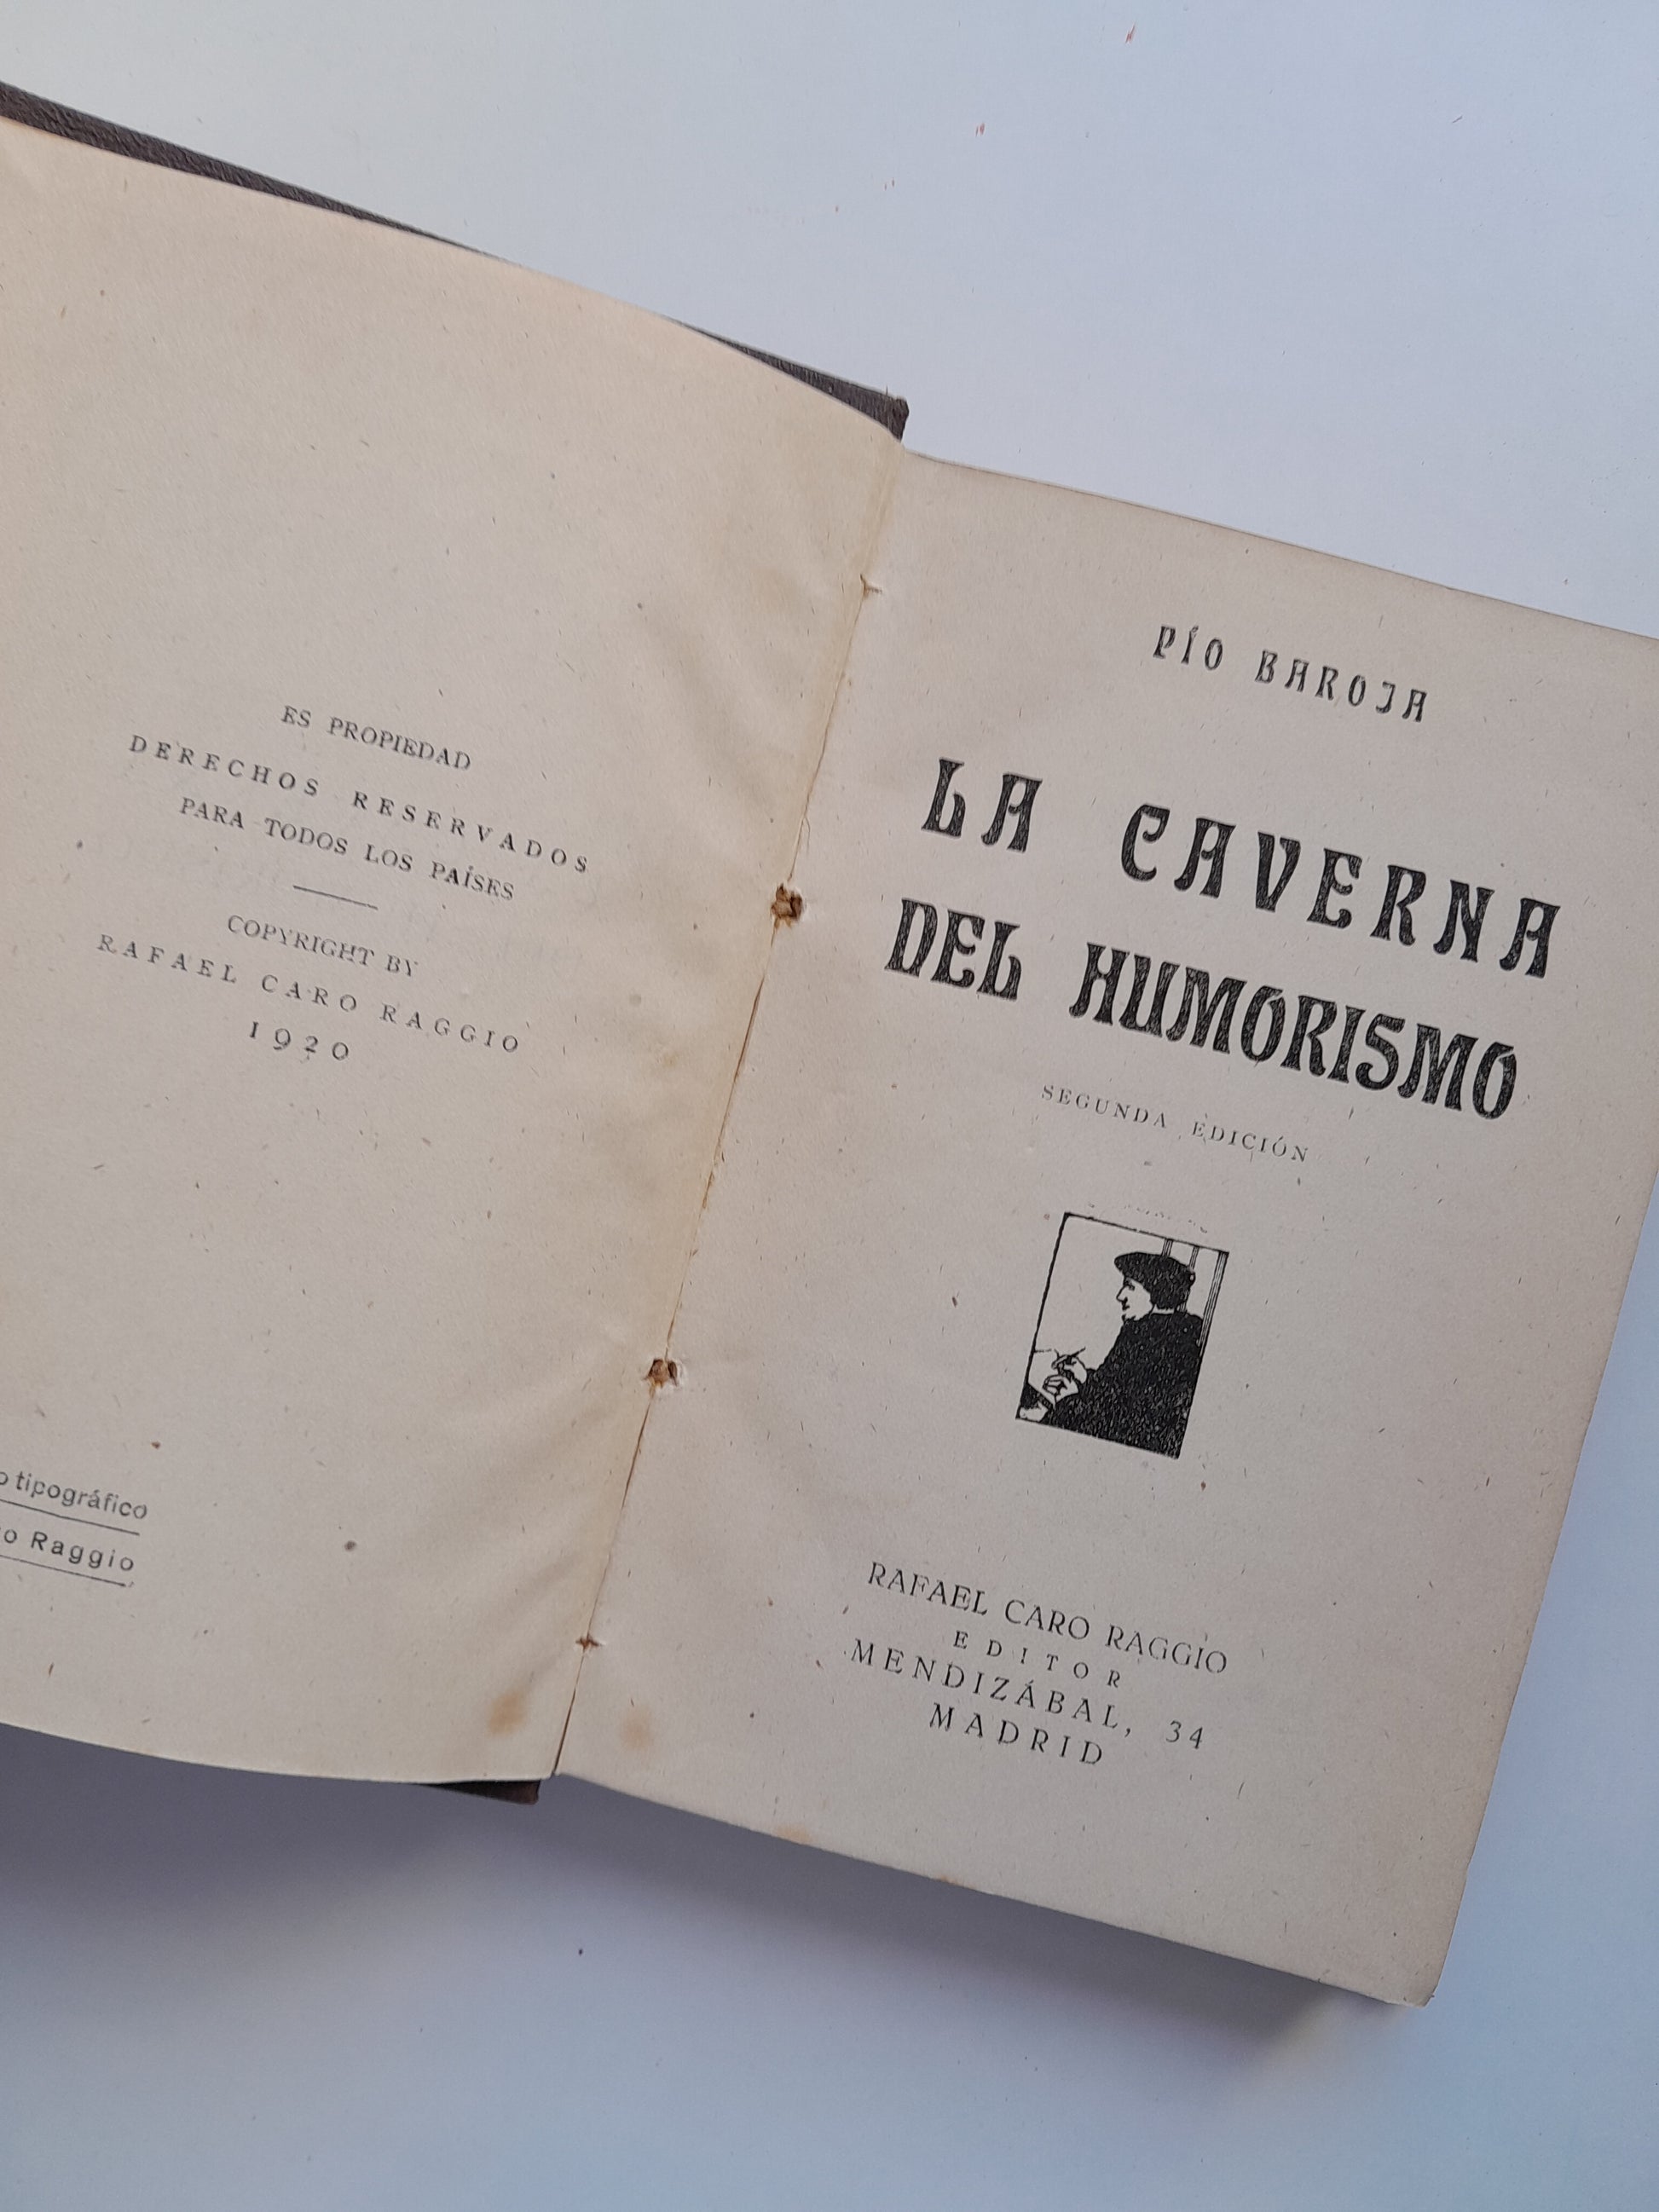 ES PROPIEDAD
DERECHOS RESERVADOS
PARA TODOS LOS PAÍSES
COPYRIGHT BY
RAFAEL CARO RAGGIO
1920
tipográfico
Raggio
PÍO BAROJA
LA CAVERNA
DEL HUMORISMO
SEGUNDA EDICIÓN
RAFAEL CARO RAGGIO
EDITOR
MENDIZÁBAL, 34
MADRID